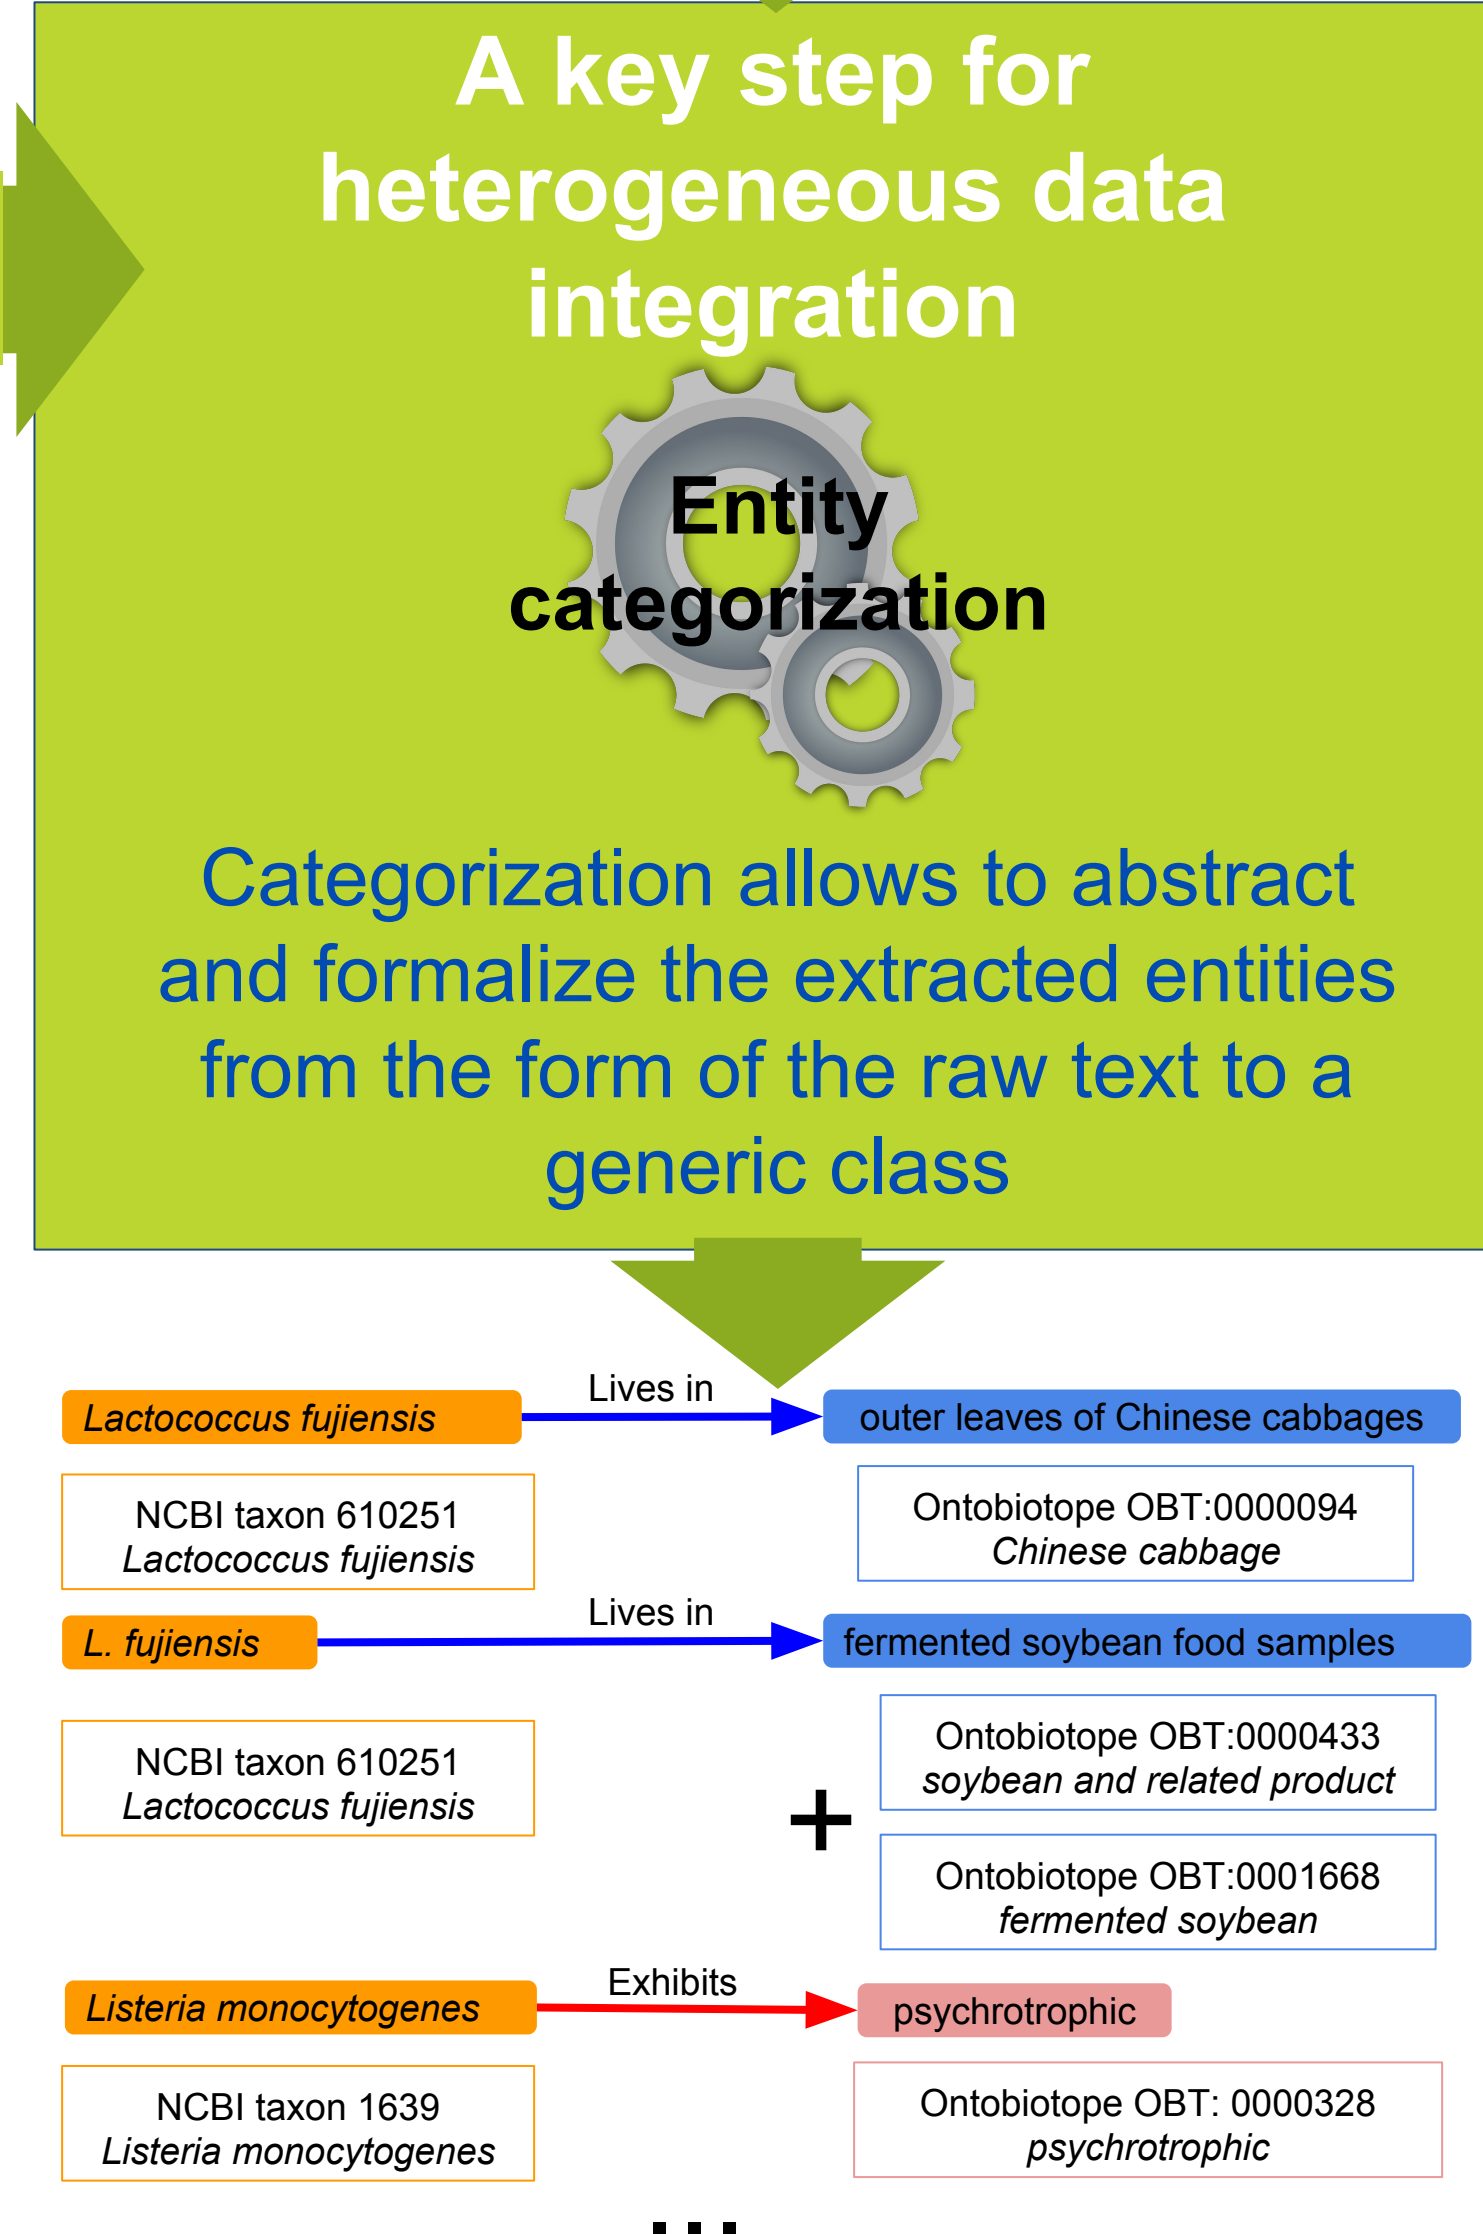 A key step for
heterogeneous data
integration
Entity
categorization
Categorization allows to abstract
and formalize the extracted entities
from the form of the raw text to a
generic class
Lactococcus fujiensis
Lives in
outer leaves of Chinese cabbages
NCBI taxon 610251
Lactococcus fujiensis
Ontobiotope OBT:0000094
Chinese cabbage
L. fujiensis
Lives in
fermented soybean food samples
NCBI taxon 610251
Lactococcus fujiensis
+
Ontobiotope OBT:0000433
soybean and related product
Ontobiotope OBT:0001668
fermented soybean
Listeria monocytogenes
Exhibits
psychrotrophic
NCBI taxon 1639
Listeria monocytogenes
Ontobiotope OBT: 0000328
psychrotrophic
...